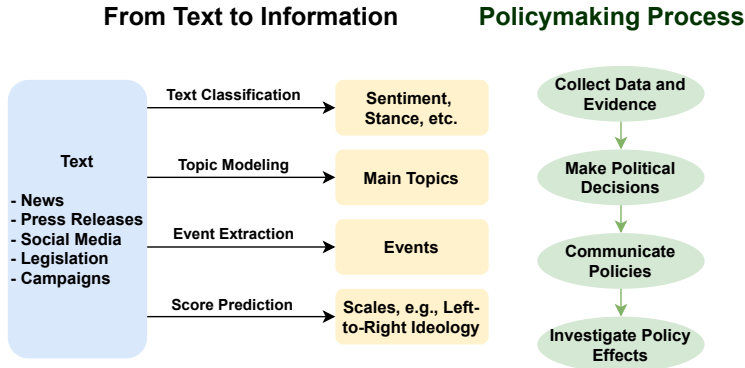 From Text to Information
Policymaking Process
Text
- News
- Press Releases
- Social Media
- Legislation
- Campaigns
Text Classification
Sentiment,
Stance, etc.
Topic Modeling
Main Topics
Event Extraction
Events
Score Prediction
Scales, e.g., Left-
to-Right Ideology
Collect Data and
Evidence
Make Political
Decisions
Communicate
Policies
Investigate Policy
Effects